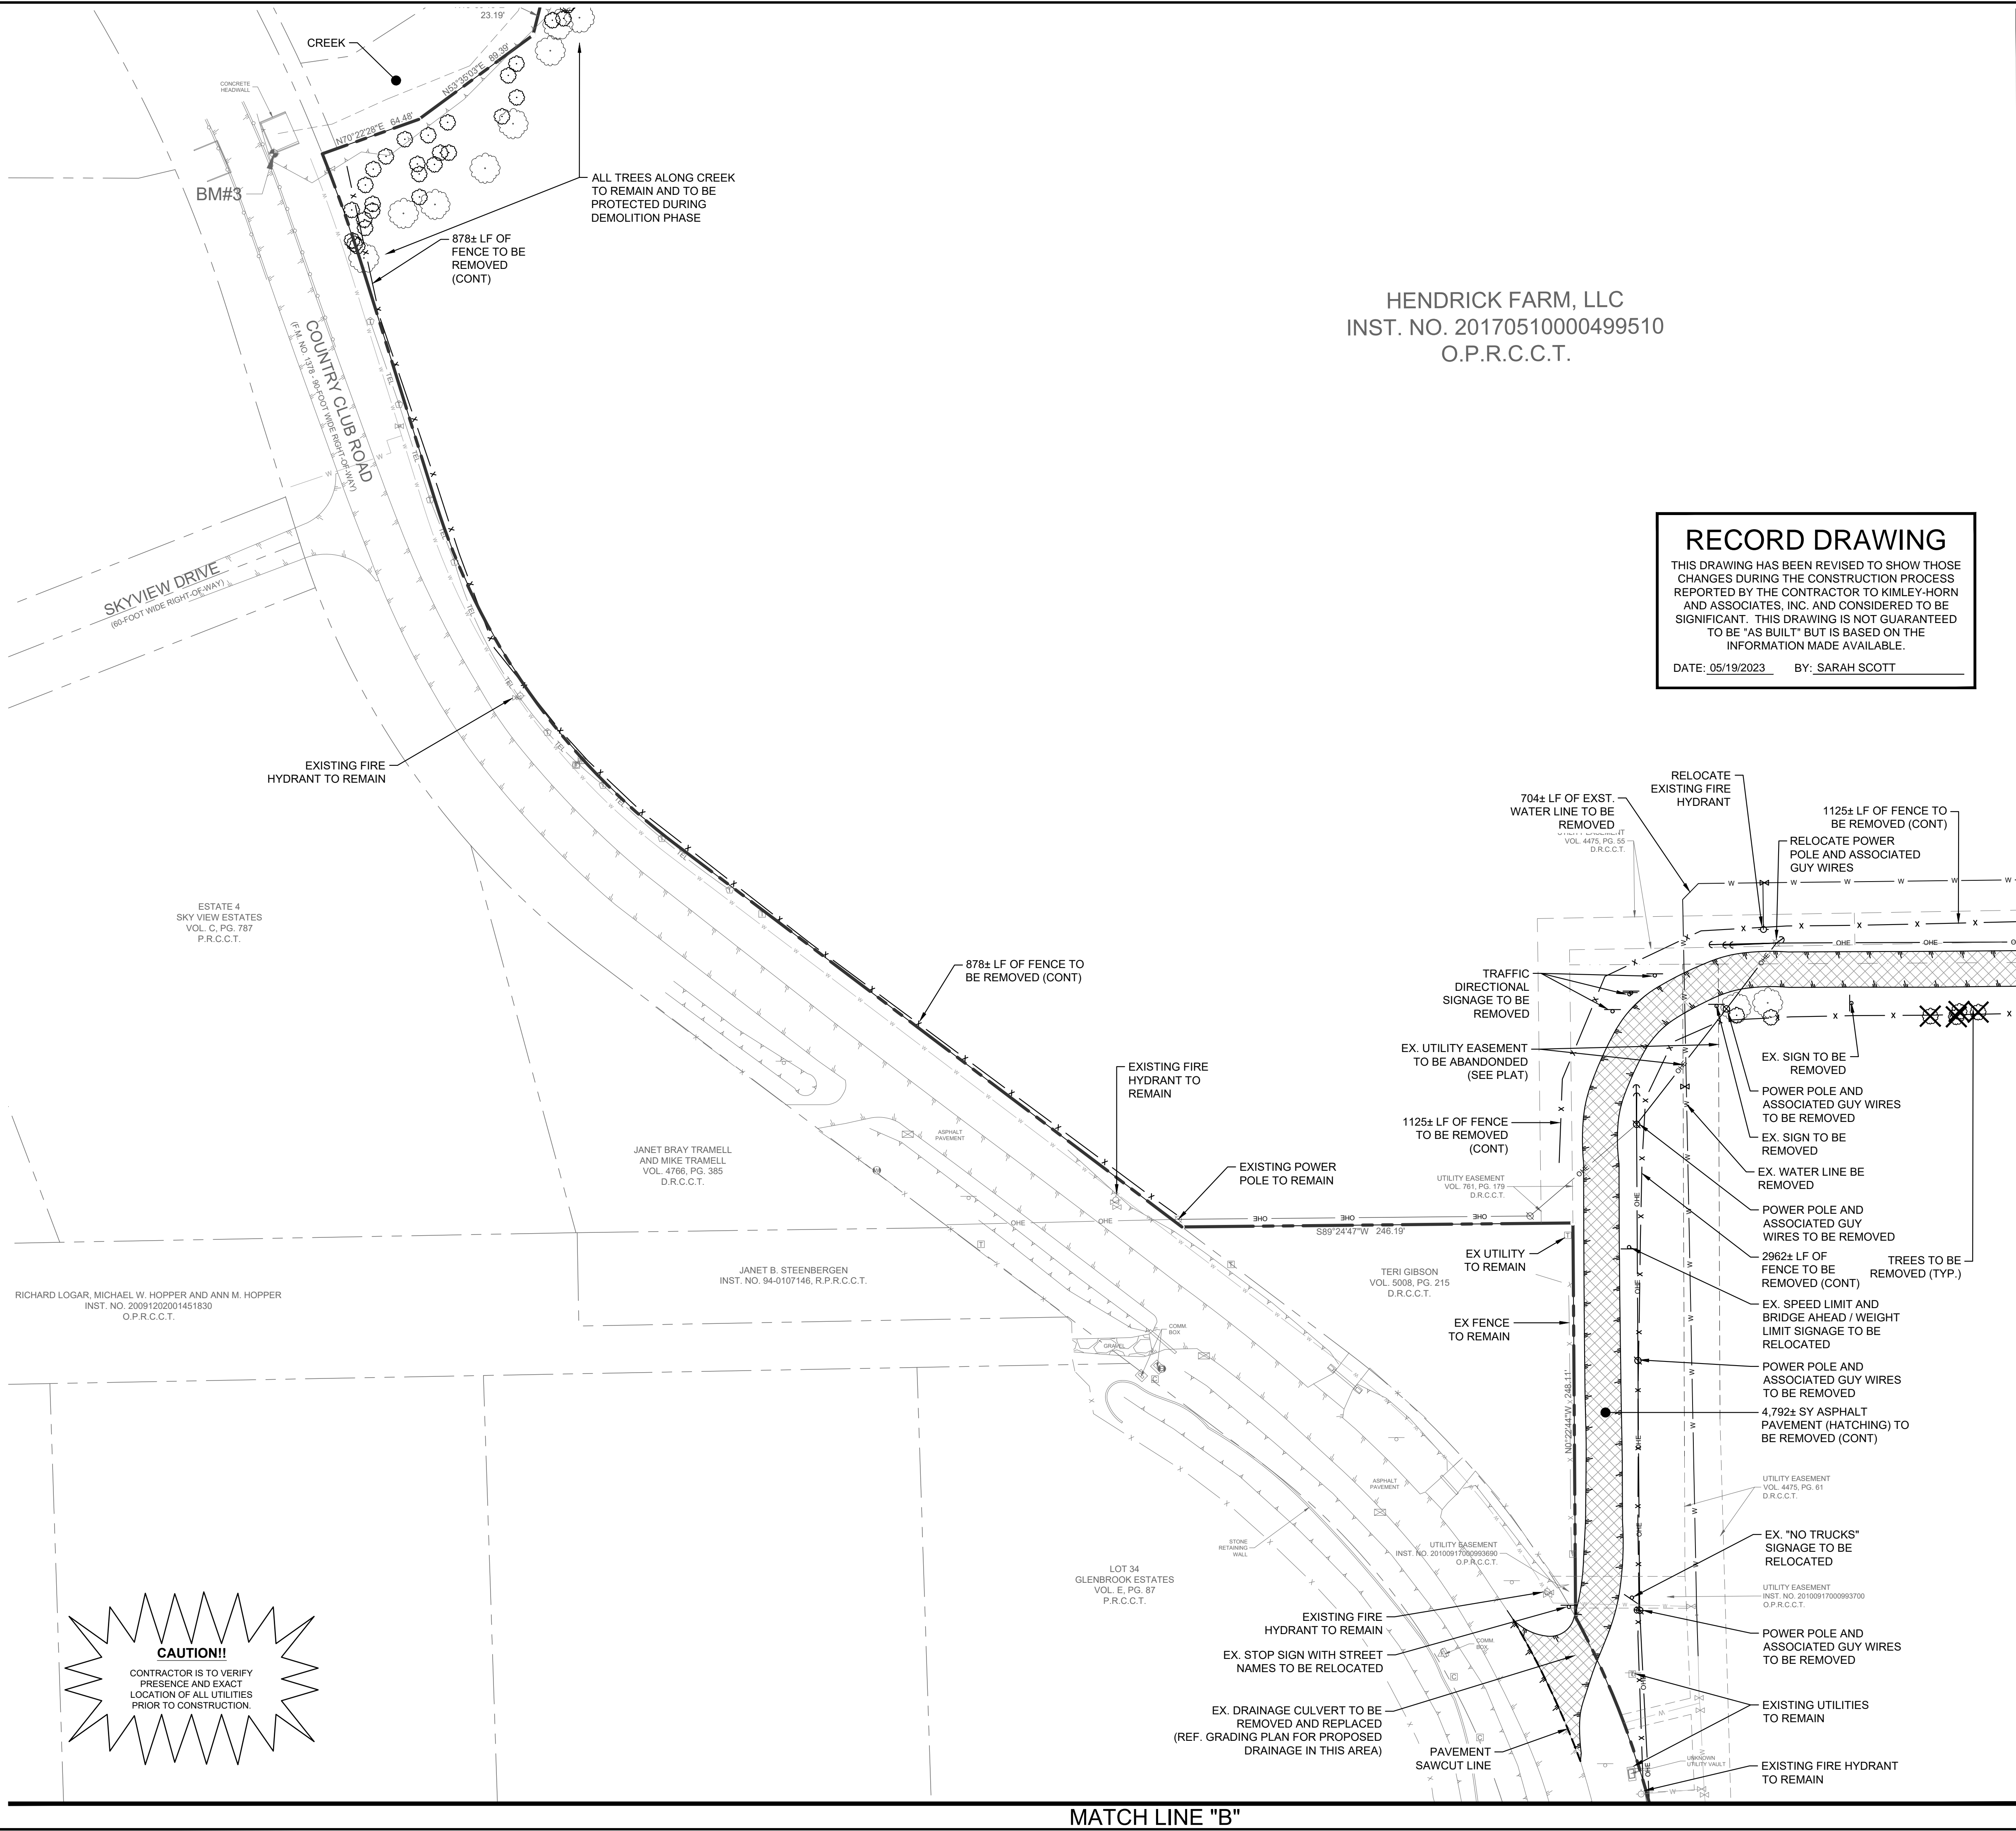 23.19'
CREEK
CONCRETE
HEADWALL
N53°35'03"E 89.39'
N70°22'28"E 64.48'
BM#3
ALL TREES ALONG CREEK
TO REMAIN AND TO BE
PROTECTED DURING
DEMOLITION PHASE
878± LF OF
FENCE TO BE
REMOVED
(CONT)
HENDRICK FARM, LLC
INST. NO. 20170510000499510
O.P.R.C.C.T.
COUNTRY CLUB ROAD
(F.M. NO. 1378 - 90-FOOT WIDE RIGHT-OF-WAY)
SKYVIEW DRIVE
(60-FOOT WIDE RIGHT-OF-WAY)
RECORD DRAWING
THIS DRAWING HAS BEEN REVISED TO SHOW THOSE
CHANGES DURING THE CONSTRUCTION PROCESS
REPORTED BY THE CONTRACTOR TO KIMLEY-HORN
AND ASSOCIATES, INC. AND CONSIDERED TO BE
SIGNIFICANT. THIS DRAWING IS NOT GUARANTEED
TO BE "AS BUILT" BUT IS BASED ON THE
INFORMATION MADE AVAILABLE.
DATE: 05/19/2023 BY: SARAH SCOTT
EXISTING FIRE
HYDRANT TO REMAIN
RELOCATE
EXISTING FIRE
HYDRANT
704± LF OF EXST.
WATER LINE TO BE
REMOVED
UTILITY EASEMENT
VOL. 4475, PG. 55
D.R.C.C.T.
1125± LF OF FENCE TO
BE REMOVED (CONT)
RELOCATE POWER
POLE AND ASSOCIATED
GUY WIRES
ESTATE 4
SKY VIEW ESTATES
VOL. C, PG. 787
P.R.C.C.T.
878± LF OF FENCE TO
BE REMOVED (CONT)
TRAFFIC
DIRECTIONAL
SIGNAGE TO BE
REMOVED
EX. UTILITY EASEMENT
TO BE ABANDONDED
(SEE PLAT)
EX. SIGN TO BE
REMOVED
EXISTING FIRE
HYDRANT TO
REMAIN
POWER POLE AND
ASSOCIATED GUY WIRES
TO BE REMOVED
1125± LF OF FENCE
TO BE REMOVED
(CONT)
ASPHALT
PAVEMENT
EX. SIGN TO BE
REMOVED
JANET BRAY TRAMELL
AND MIKE TRAMELL
VOL. 4766, PG. 385
D.R.C.C.T.
EXISTING POWER
POLE TO REMAIN
UTILITY EASEMENT
VOL. 761, PG. 179
D.R.C.C.T.
EX. WATER LINE BE
REMOVED
POWER POLE AND
ASSOCIATED GUY
WIRES TO BE REMOVED
S89°24'47"W 246.19'
EX UTILITY
TO REMAIN
2962± LF OF
FENCE TO BE
REMOVED (CONT)
TREES TO BE
REMOVED (TYP.)
JANET B. STEENBERGEN
INST. NO. 94-0107146, R.P.R.C.C.T.
TERI GIBSON
VOL. 5008, PG. 215
D.R.C.C.T.
RICHARD LOGAR, MICHAEL W. HOPPER AND ANN M. HOPPER
INST. NO. 20091202001451830
O.P.R.C.C.T.
EX. SPEED LIMIT AND
BRIDGE AHEAD / WEIGHT
LIMIT SIGNAGE TO BE
RELOCATED
EX FENCE
TO REMAIN
COMM.
BOX
GRAVEL
POWER POLE AND
ASSOCIATED GUY WIRES
TO BE REMOVED
N0°22'44"W 248.11'
4,792± SY ASPHALT
PAVEMENT (HATCHING) TO
BE REMOVED (CONT)
ASPHALT
PAVEMENT
UTILITY EASEMENT
VOL. 4475, PG. 61
D.R.C.C.T.
STONE
RETAINING
WALL
UTILITY EASEMENT
INST. NO. 20100917000993690
O.P.R.C.C.T.
EX. "NO TRUCKS"
SIGNAGE TO BE
RELOCATED
LOT 34
GLENBROOK ESTATES
VOL. E, PG. 87
P.R.C.C.T.
UTILITY EASEMENT
INST. NO. 20100917000993700
O.P.R.C.C.T.
EXISTING FIRE
HYDRANT TO REMAIN
COMM.
BOX
EX. STOP SIGN WITH STREET
NAMES TO BE RELOCATED
POWER POLE AND
ASSOCIATED GUY WIRES
TO BE REMOVED
CAUTION!!
CONTRACTOR IS TO VERIFY
PRESENCE AND EXACT
LOCATION OF ALL UTILITIES
PRIOR TO CONSTRUCTION.
EX. DRAINAGE CULVERT TO BE
REMOVED AND REPLACED
(REF. GRADING PLAN FOR PROPOSED
DRAINAGE IN THIS AREA)
EXISTING UTILITIES
TO REMAIN
PAVEMENT
SAWCUT LINE
UNKNOWN
UTILITY VAULT
EXISTING FIRE HYDRANT
TO REMAIN
MATCH LINE "B"